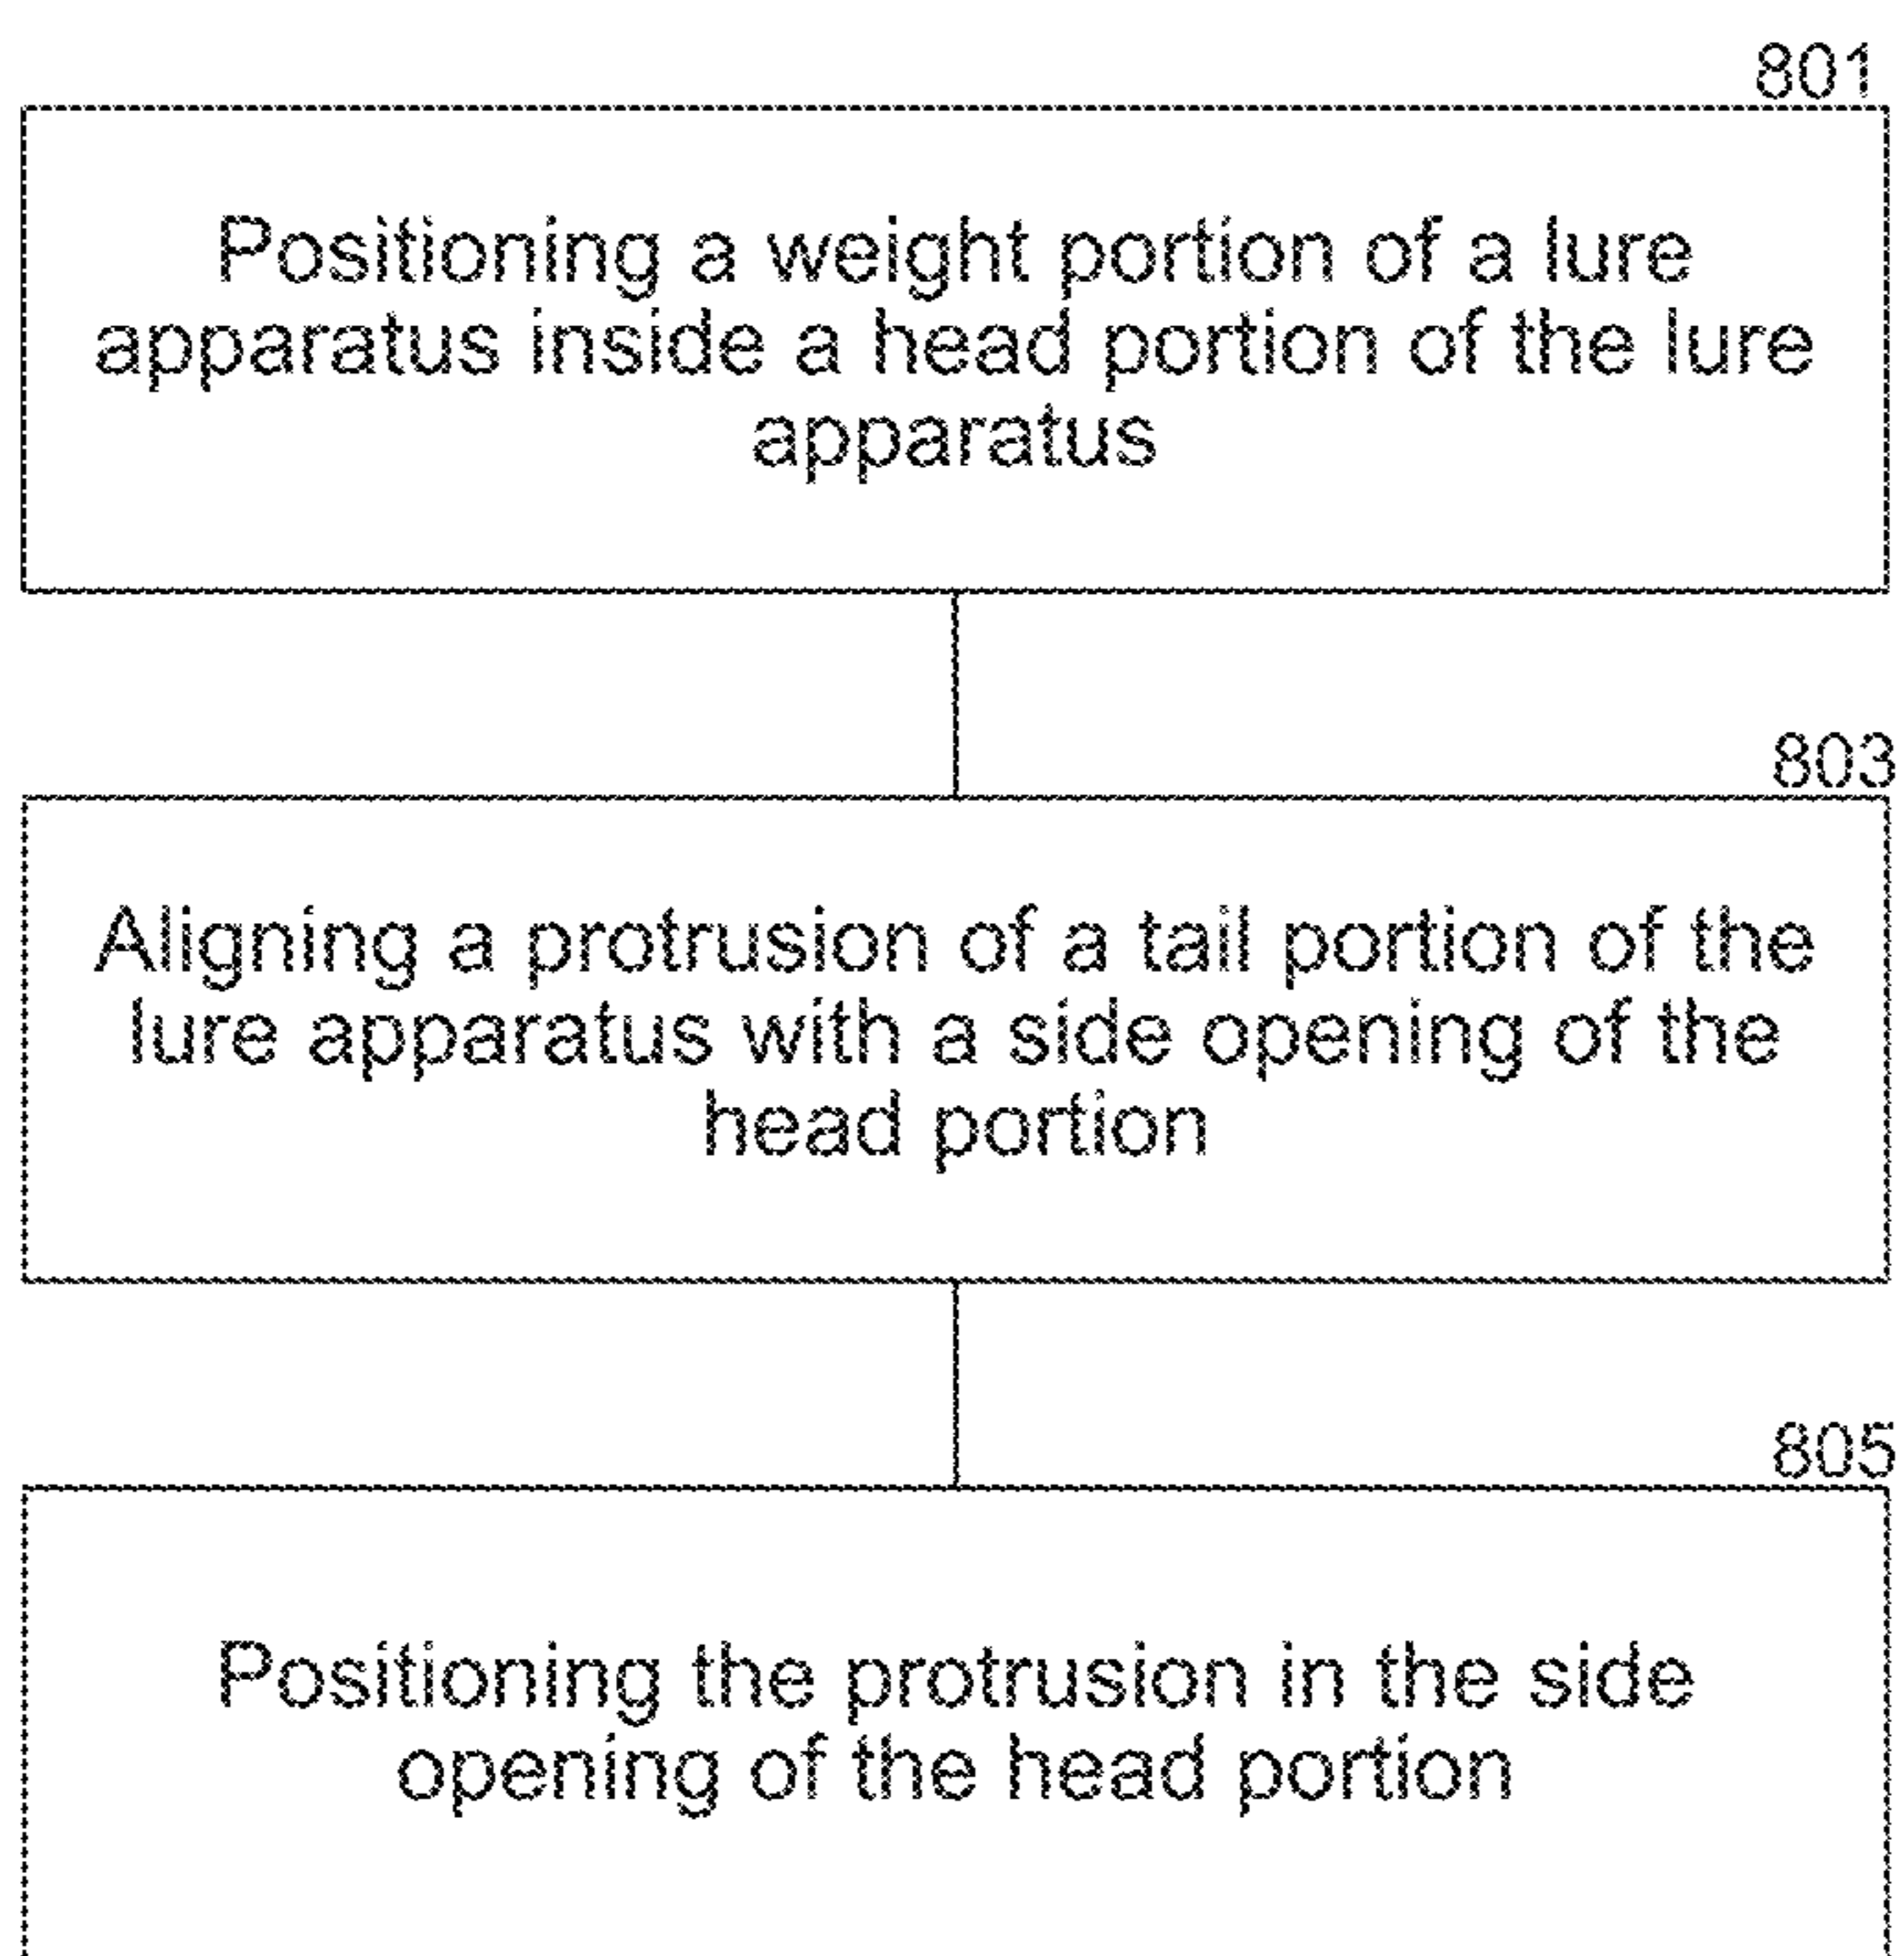 801
Positioning a weight portion of a lure
apparatus inside a head portion of the lure
apparatus
803
Aligning a protrusion of a tail portion of the
lure apparatus with a side opening of the
head portion
805
Positioning the protrusion in the side
opening of the head portion